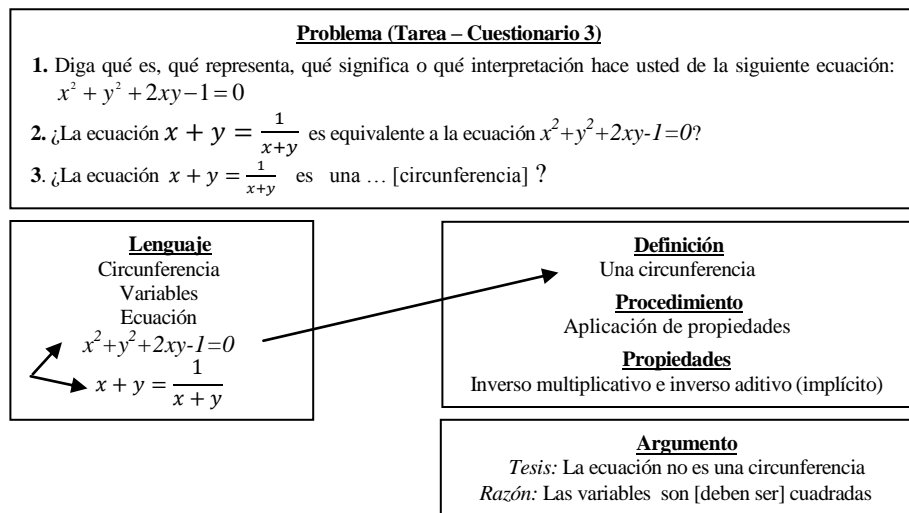 Problema (Tarea – Cuestionario 3)
1. Diga qué es, qué representa, qué significa o qué interpretación hace usted de la siguiente ecuación:
x² + y² + 2xy – 1 = 0
2. ¿La ecuación x + y = 1/(x+y) es equivalente a la ecuación x²+y²+2xy-1=0?
3. ¿La ecuación x + y = 1/(x+y) es una … [circunferencia] ?
Lenguaje
Circunferencia
Variables
Ecuación
x²+y²+2xy-1=0
x + y = 1/(x + y)
Definición
Una circunferencia
Procedimiento
Aplicación de propiedades
Propiedades
Inverso multiplicativo e inverso aditivo (implícito)
Argumento
Tesis: La ecuación no es una circunferencia
Razón: Las variables son [deben ser] cuadradas